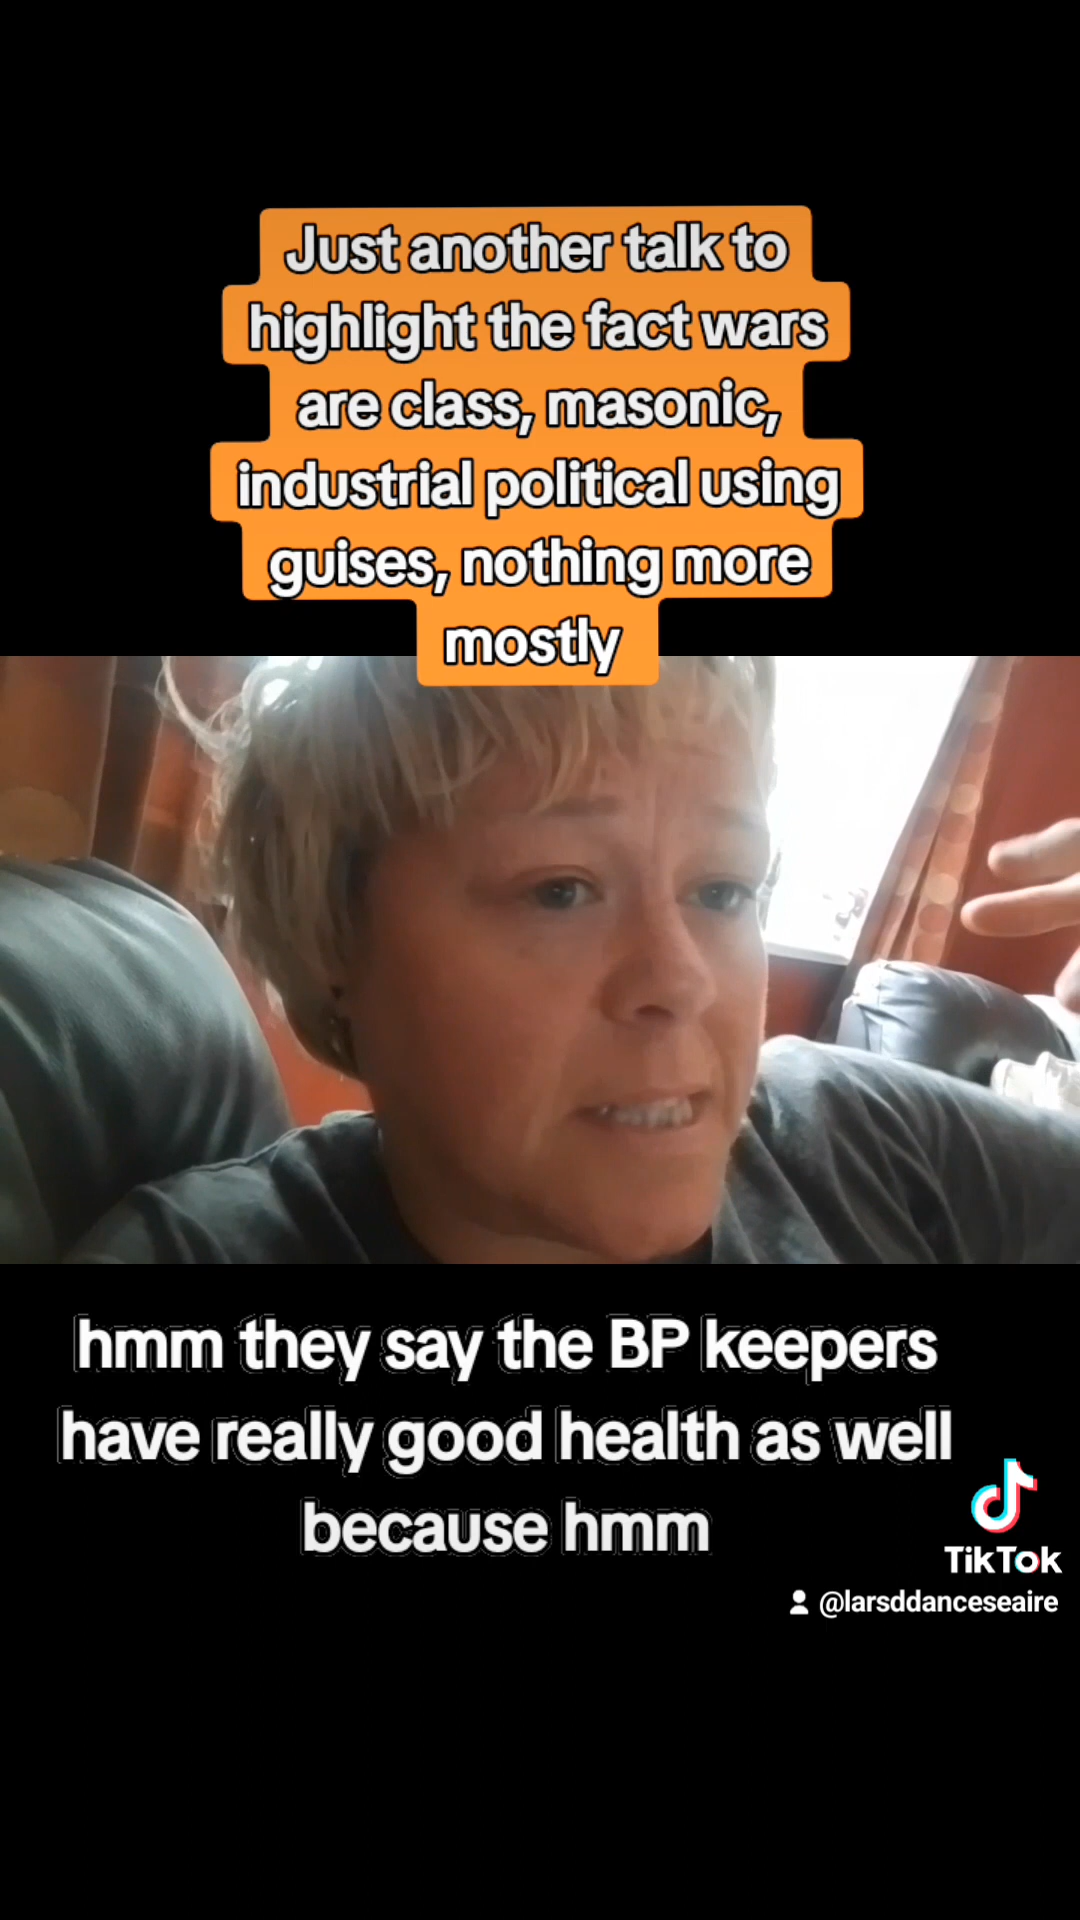 Just another talk to
highlight the fact wars
are class, masonic,
industrial political using
guises, nothing more
mostly
hmm they say the BP keepers
have really good health as well
because hmm
TikTok
@larsddanceseaire